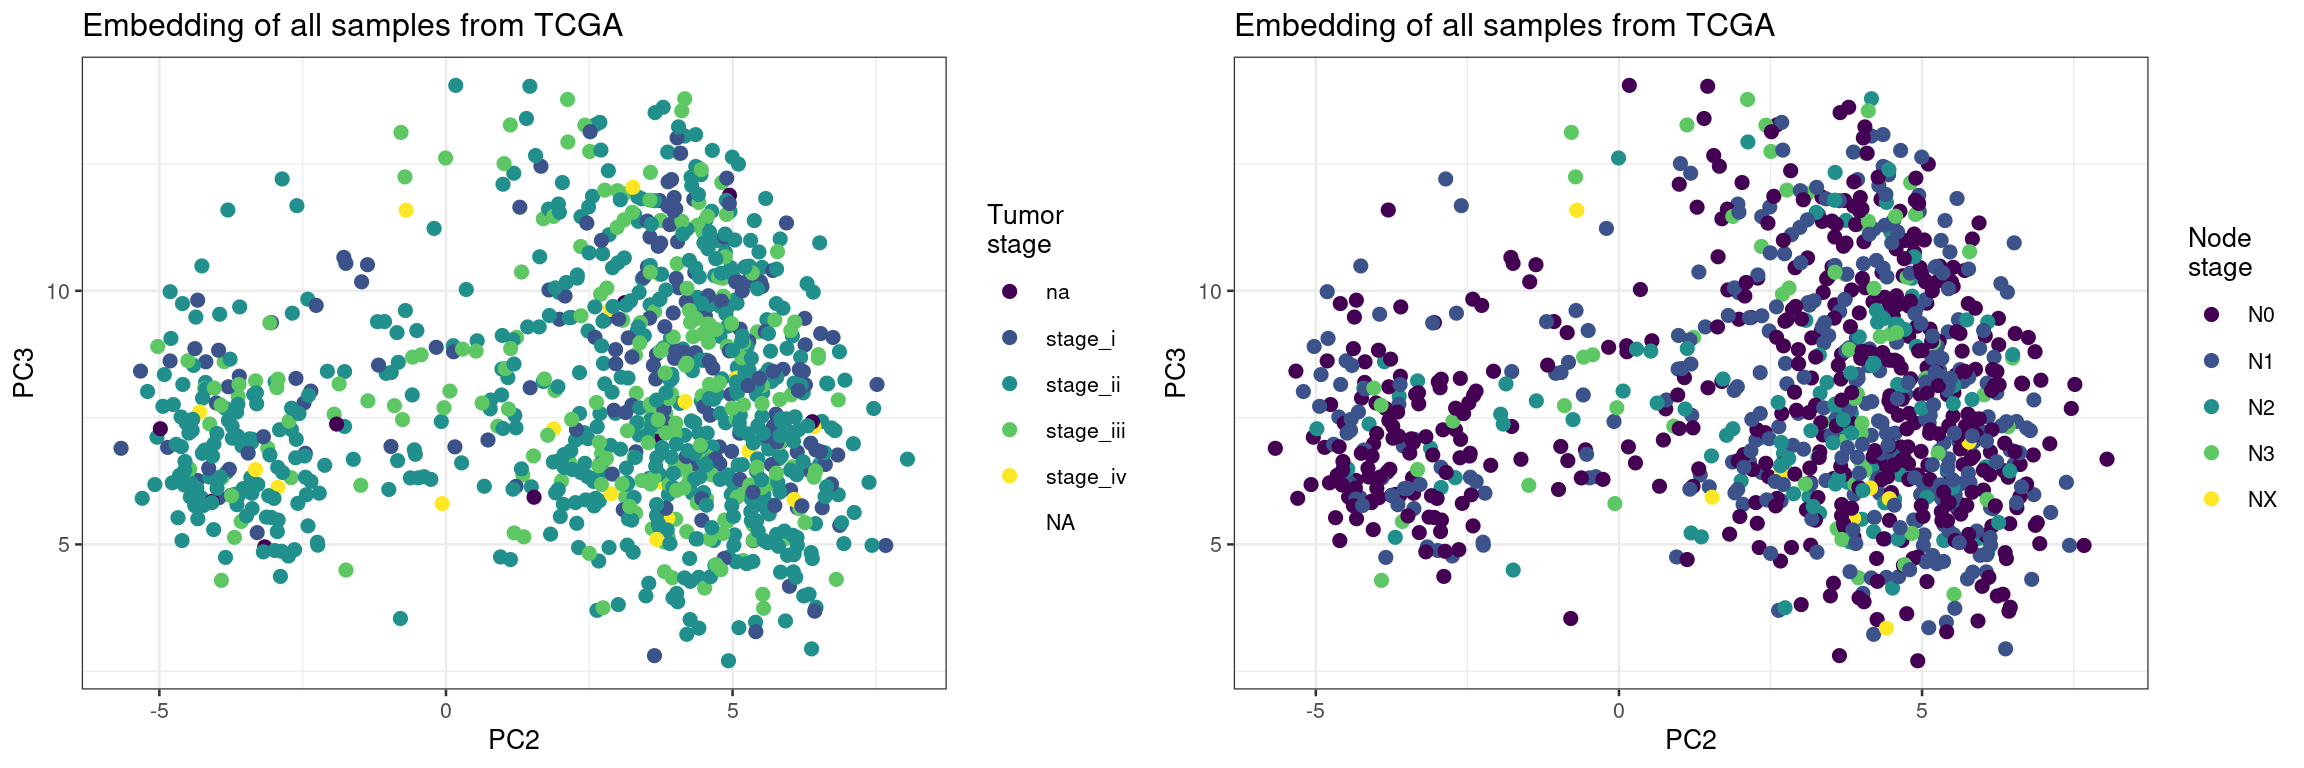 Embedding of all samples from TCGA
PC3
10
5
-5
0
5
PC2
Tumor
stage
na
stage_i
stage_ii
stage_iii
stage_iv
NA
Embedding of all samples from TCGA
PC3
10
5
-5
0
5
PC2
Node
stage
N0
N1
N2
N3
NX